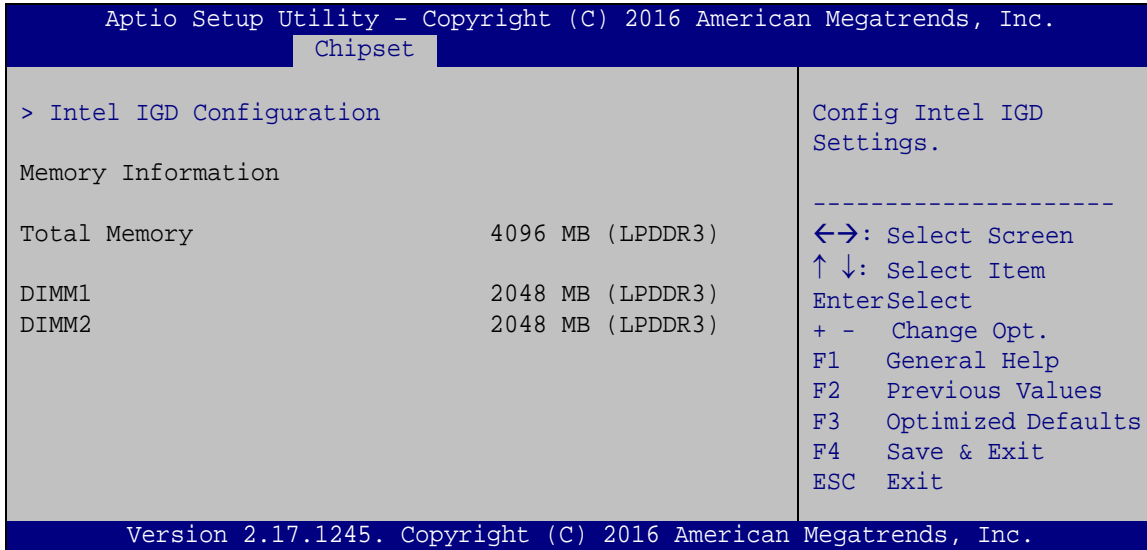 Aptio Setup Utility – Copyright (C) 2016 American Megatrends, Inc.
Chipset
> Intel IGD Configuration
Memory Information
Total Memory 4096 MB (LPDDR3)
DIMM1 2048 MB (LPDDR3)
DIMM2 2048 MB (LPDDR3)
Config Intel IGD
Settings.
---------------------
←→: Select Screen
↑ ↓: Select Item
EnterSelect
+ - Change Opt.
F1 General Help
F2 Previous Values
F3 Optimized Defaults
F4 Save & Exit
ESC Exit
Version 2.17.1245. Copyright (C) 2016 American Megatrends, Inc.